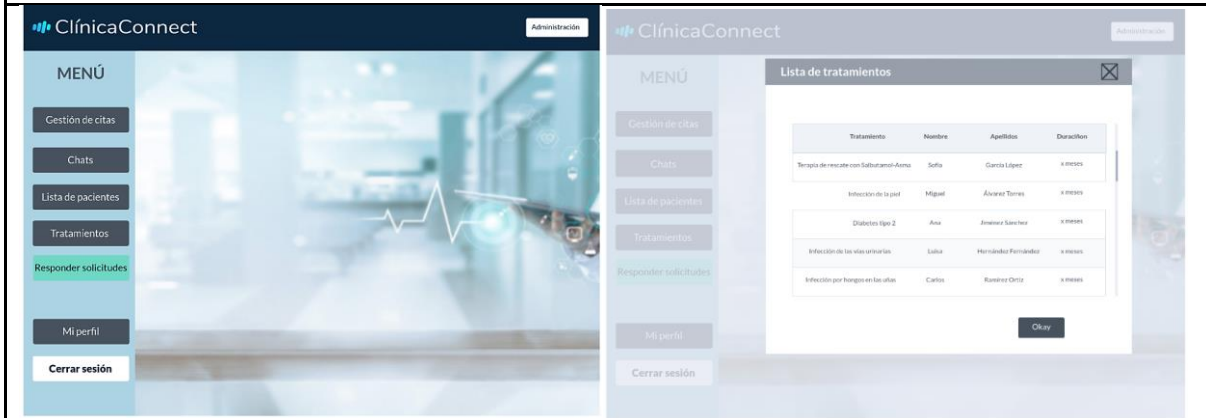 ClínicaConnect
Administración
MENÚ
Gestión de citas
Chats
Lista de pacientes
Tratamientos
Responder solicitudes
Mi perfil
Cerrar sesión
ClínicaConnect
Administración
MENÚ
Gestión de citas
Chats
Lista de pacientes
Tratamientos
Responder solicitudes
Mi perfil
Cerrar sesión
Lista de tratamientos
Tratamiento Nombre Apellidos
Terapia de rescate con Salbutamol-Asma Sofía García López x meses
Infección de la piel Miguel Álvarez Torres x meses
Diabetes tipo 2 Ana Jiménez Sánchez x meses
Infección de las vías urinarias Luisa Hernández Fernández x meses
Infección por hongos en las uñas Carlos Ramírez Ortiz x meses
Okay